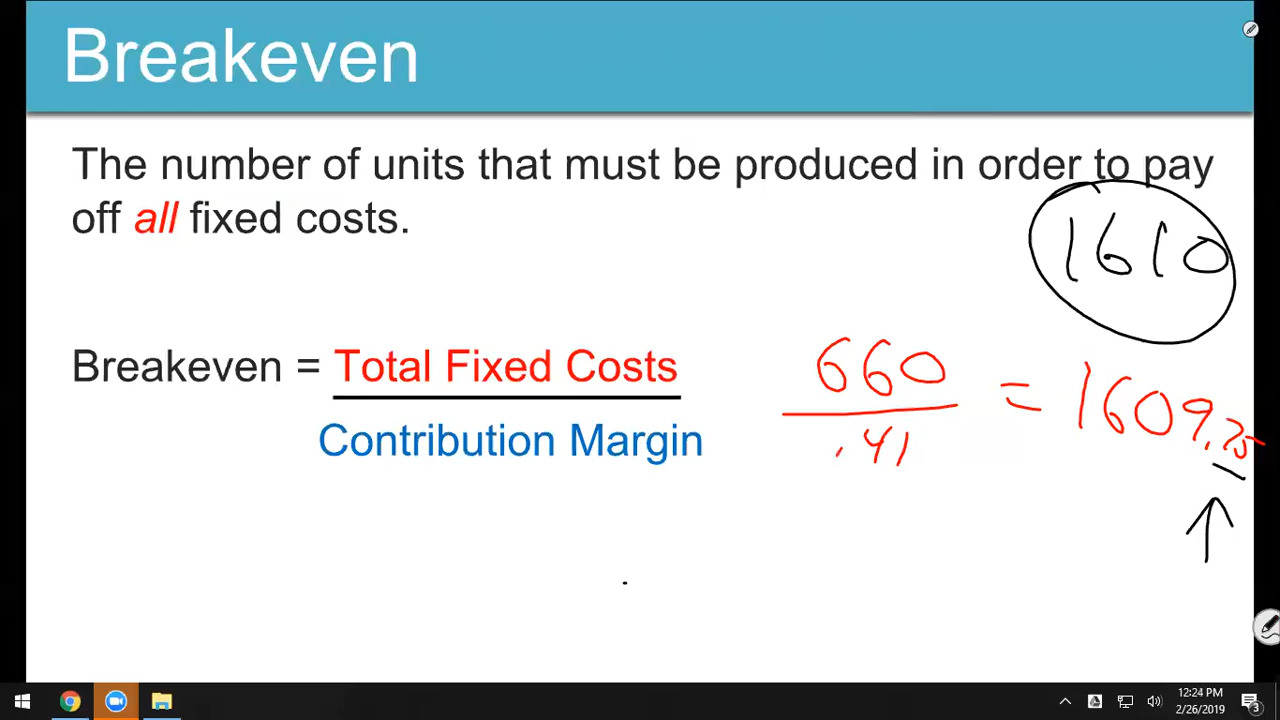 Breakeven
The number of units that must be produced in order to pay
off all fixed costs.
1610
Breakeven = Total Fixed Costs
Contribution Margin
660
.41
= 1609.75
12:24 PM
2/26/2019
3